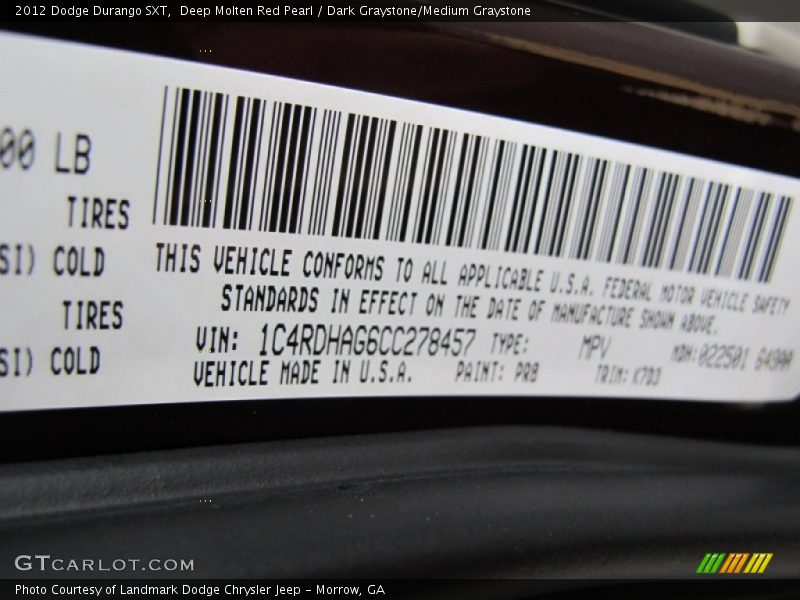 2012 Dodge Durango SXT, Deep Molten Red Pearl / Dark Graystone/Medium Graystone
00 LB
TIRES
SI) COLD
TIRES
SI) COLD
THIS VEHICLE CONFORMS TO ALL APPLICABLE U.S.A. FEDERAL MOTOR VEHICLE SAFETY
STANDARDS IN EFFECT ON THE DATE OF MANUFACTURE SHOWN ABOVE.
VIN: 1C4RDHAG6CC278457 TYPE: MPV MDH: 022501
VEHICLE MADE IN U.S.A. PAINT: PR8 TRIM: K7D3
GTCARLOT.COM
Photo Courtesy of Landmark Dodge Chrysler Jeep - Morrow, GA